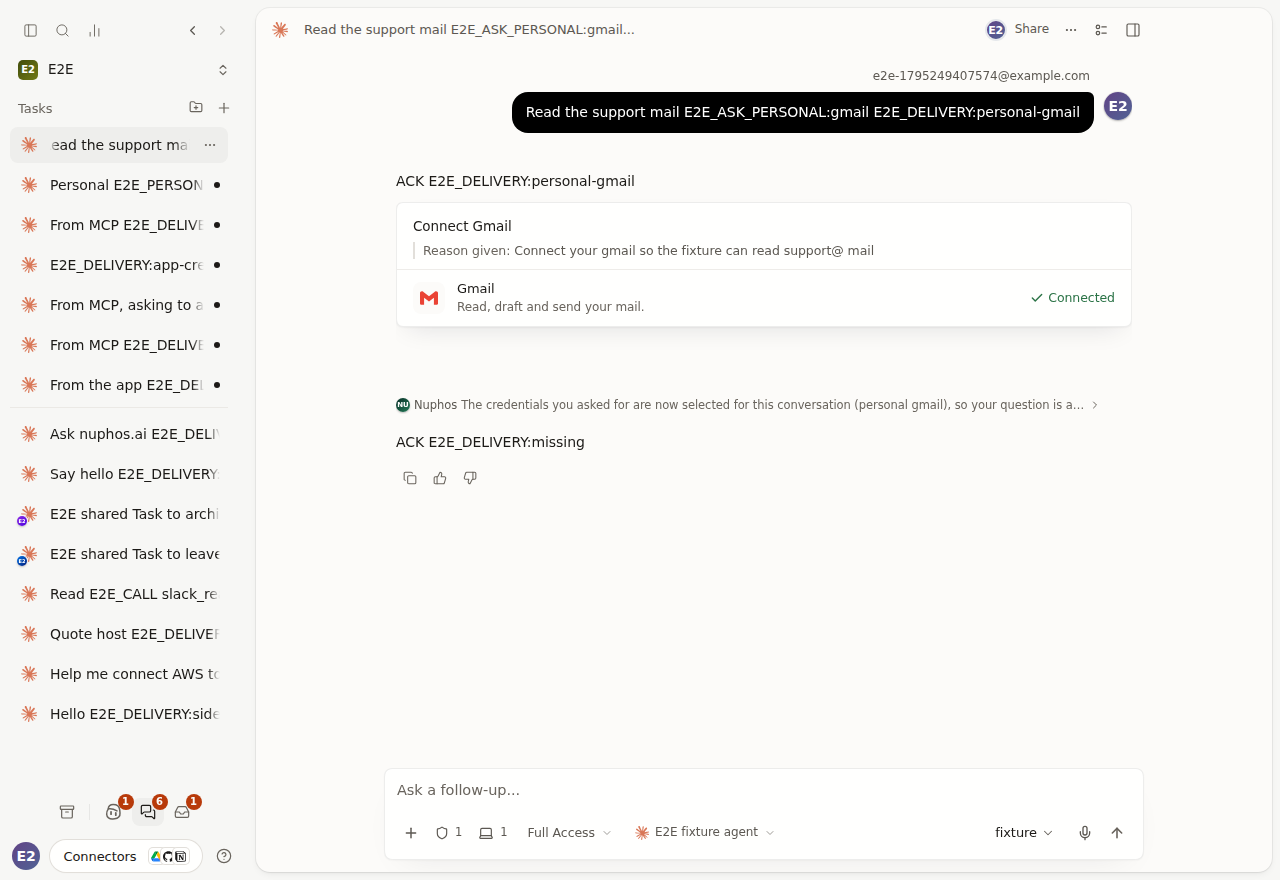 E2 E2E
Tasks
ead the support ma
Personal E2E_PERSON
From MCP E2E_DELIVE
E2E_DELIVERY:app-cre
From MCP, asking to a
From MCP E2E_DELIVE
From the app E2E_DEL
Ask nuphos.ai E2E_DELIV
Say hello E2E_DELIVERY:
E2 E2E shared Task to archi
E2 E2E shared Task to leave
Read E2E_CALL slack_re
Quote host E2E_DELIVER
Help me connect AWS to
Hello E2E_DELIVERY:side
1 6 1
E2 Connectors
Read the support mail E2E_ASK_PERSONAL:gmail... E2 Share
e2e-1795249407574@example.com
Read the support mail E2E_ASK_PERSONAL:gmail E2E_DELIVERY:personal-gmail E2
ACK E2E_DELIVERY:personal-gmail
Connect Gmail
Reason given: Connect your gmail so the fixture can read support@ mail
Gmail
Read, draft and send your mail.
Connected
NU Nuphos The credentials you asked for are now selected for this conversation (personal gmail), so your question is a...
ACK E2E_DELIVERY:missing
Ask a follow-up...
1 1 Full Access E2E fixture agent fixture